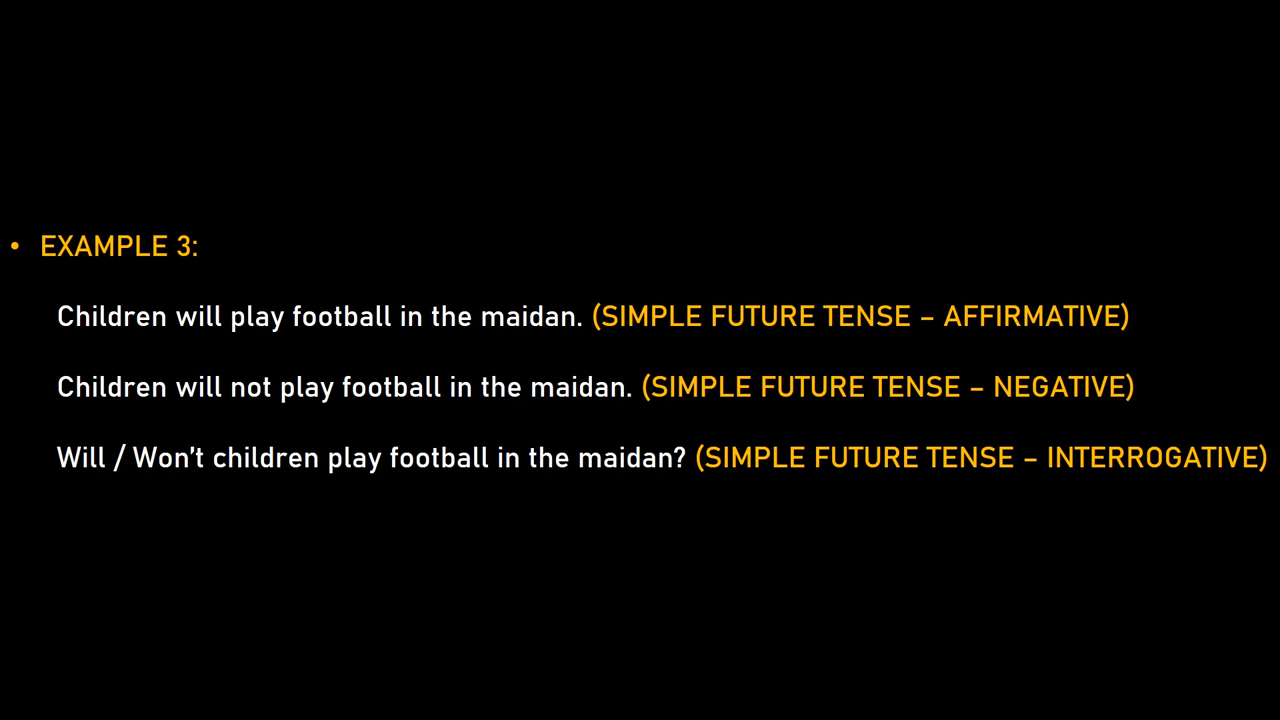 • EXAMPLE 3:
Children will play football in the maidan. (SIMPLE FUTURE TENSE – AFFIRMATIVE)
Children will not play football in the maidan. (SIMPLE FUTURE TENSE – NEGATIVE)
Will / Won’t children play football in the maidan? (SIMPLE FUTURE TENSE – INTERROGATIVE)